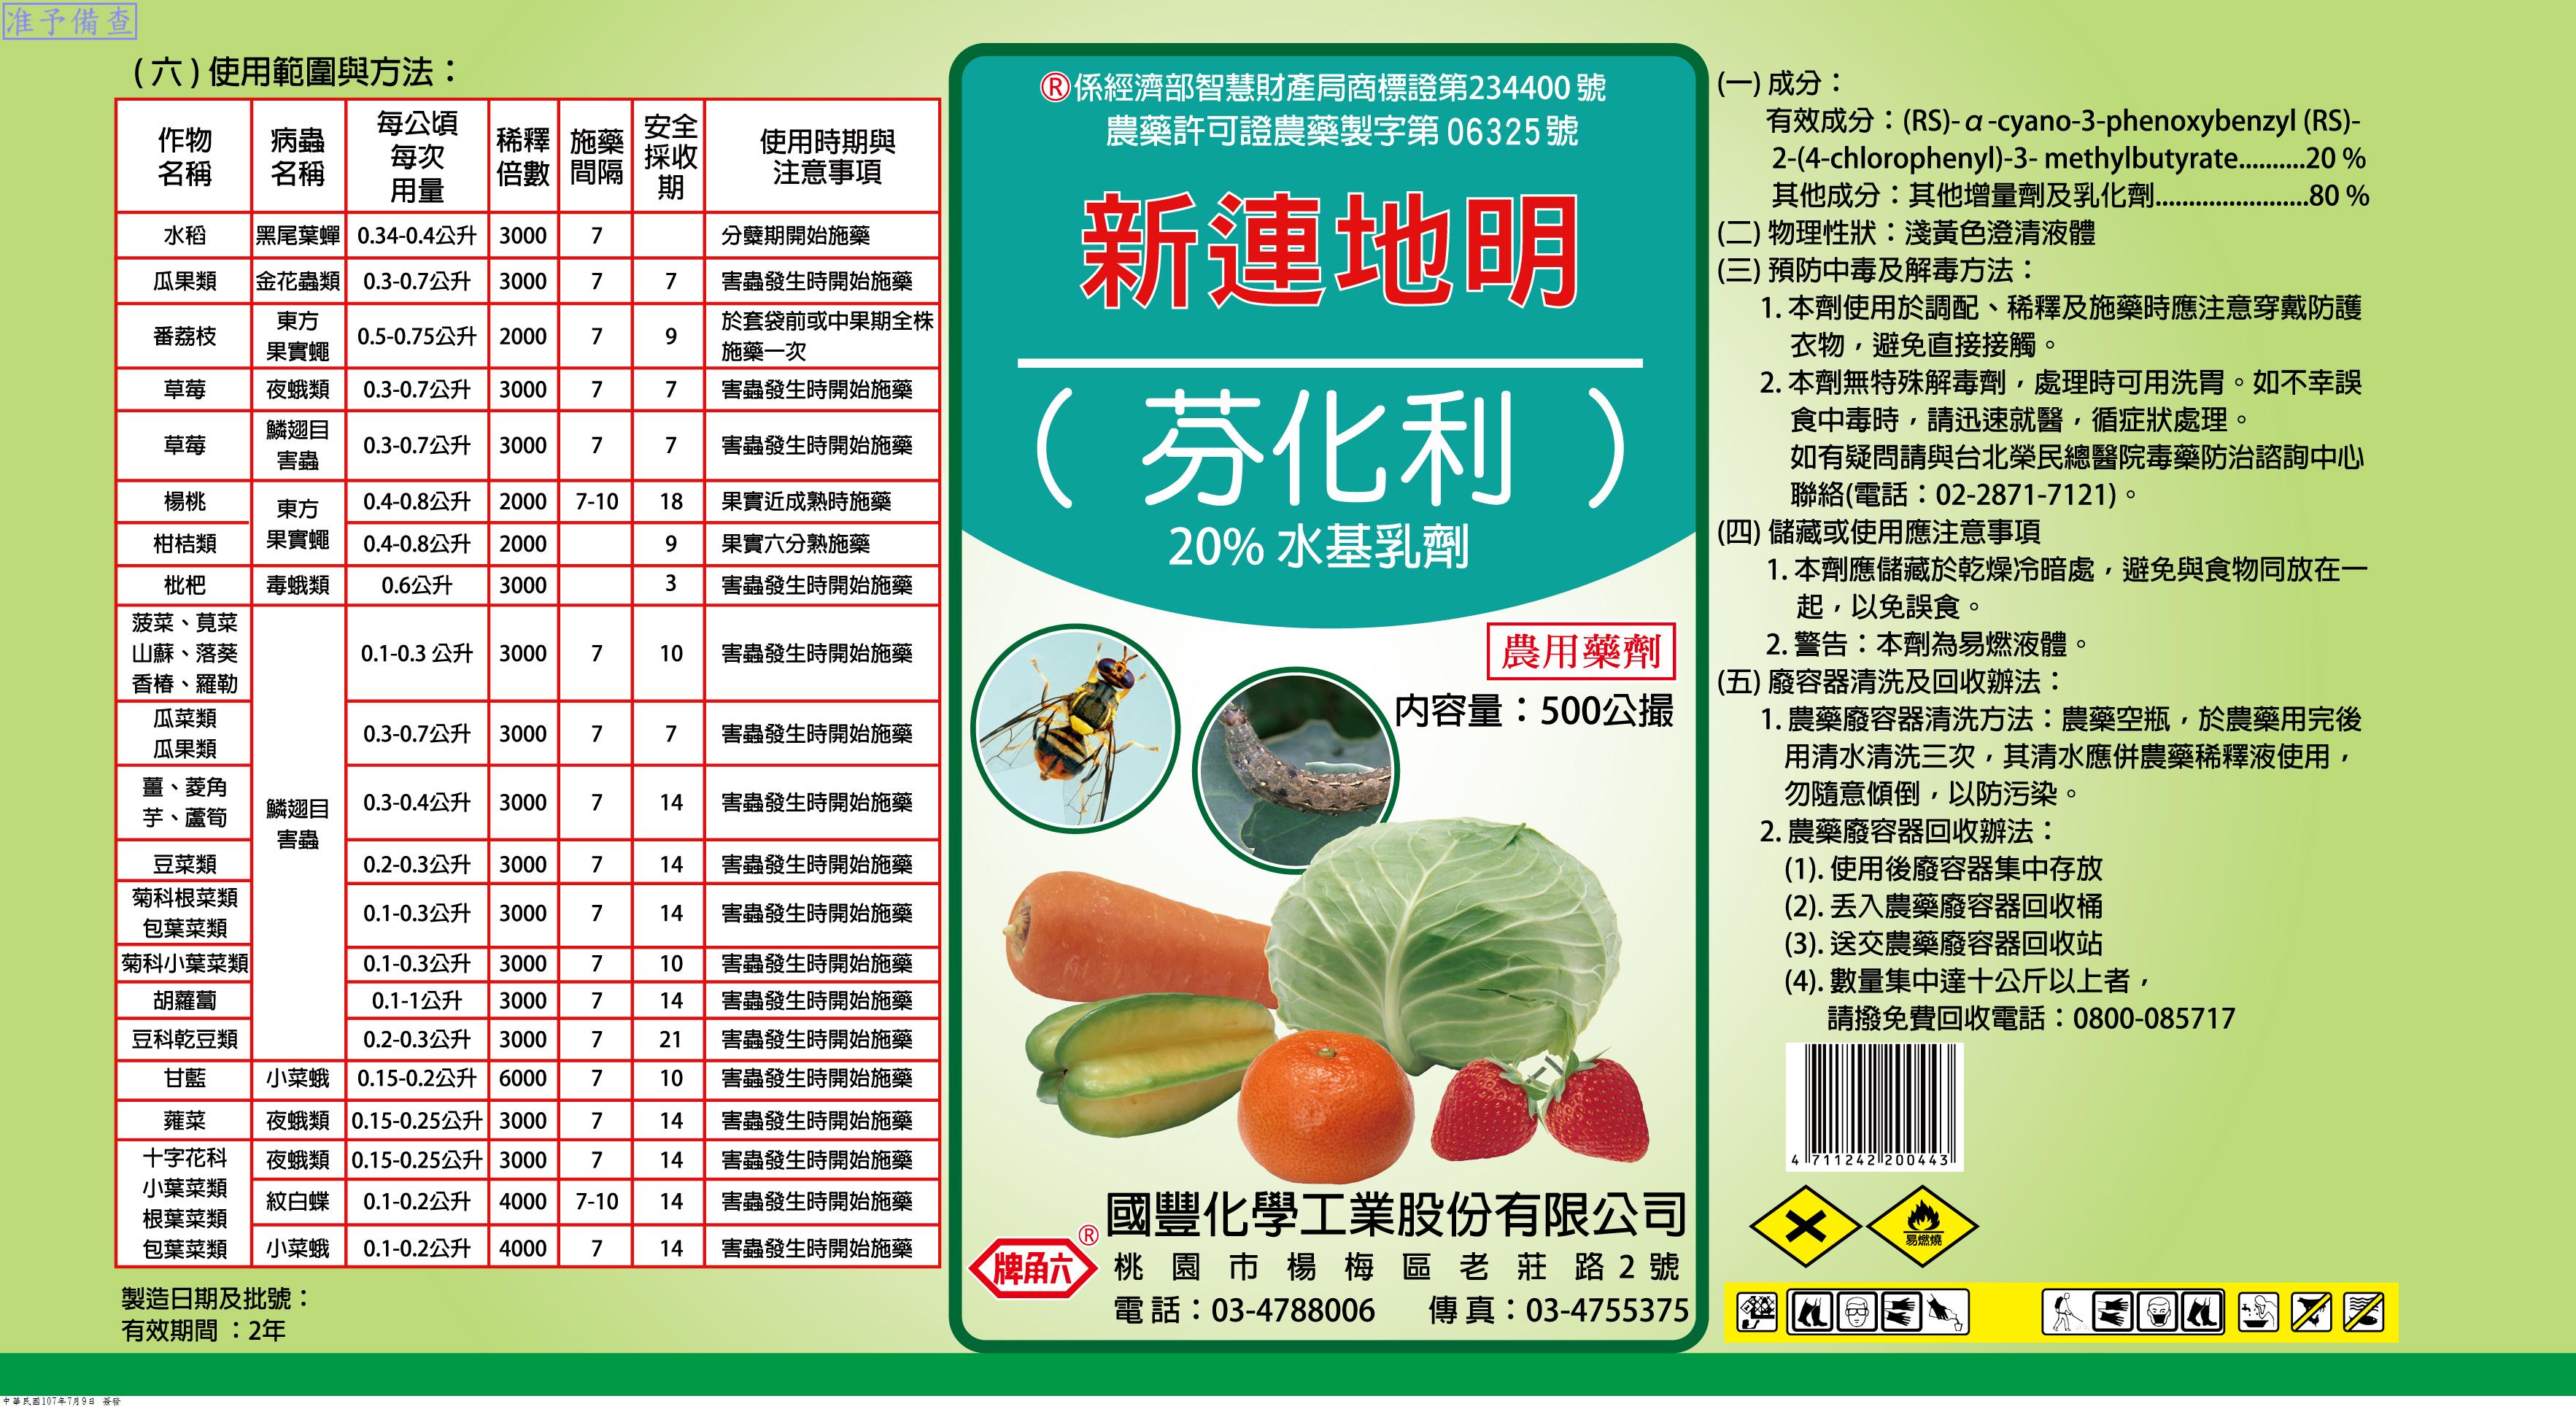 准予備查
(六)使用範圍與方法：
作物名稱 病蟲名稱 每公頃每次用量 稀釋倍數 施藥間隔 安全採收期 使用時期與注意事項
水稻 黑尾葉蟬 0.34-0.4公升 3000 7 分蘗期開始施藥
瓜果類 金花蟲類 0.3-0.7公升 3000 7 7 害蟲發生時開始施藥
番荔枝 東方果實蠅 0.5-0.75公升 2000 7 9 於套袋前或中果期全株施藥一次
草莓 夜蛾類 0.3-0.7公升 3000 7 7 害蟲發生時開始施藥
草莓 鱗翅目害蟲 0.3-0.7公升 3000 7 7 害蟲發生時開始施藥
楊桃 東方果實蠅 0.4-0.8公升 2000 7-10 18 果實近成熟時施藥
柑桔類 0.4-0.8公升 2000 9 果實六分熟施藥
枇杷 毒蛾類 0.6公升 3000 3 害蟲發生時開始施藥
菠菜、莧菜山蘇、落葵香椿、羅勒 鱗翅目害蟲 0.1-0.3 公升 3000 7 10 害蟲發生時開始施藥
瓜菜類瓜果類 0.3-0.7公升 3000 7 7 害蟲發生時開始施藥
薑、菱角芋、蘆筍 0.3-0.4公升 3000 7 14 害蟲發生時開始施藥
豆菜類 0.2-0.3公升 3000 7 14 害蟲發生時開始施藥
菊科根菜類包葉菜類 0.1-0.3公升 3000 7 14 害蟲發生時開始施藥
菊科小葉菜類 0.1-0.3公升 3000 7 10 害蟲發生時開始施藥
胡蘿蔔 0.1-1公升 3000 7 14 害蟲發生時開始施藥
豆科乾豆類 0.2-0.3公升 3000 7 21 害蟲發生時開始施藥
甘藍 小菜蛾 0.15-0.2公升 6000 7 10 害蟲發生時開始施藥
蕹菜 夜蛾類 0.15-0.25公升 3000 7 14 害蟲發生時開始施藥
十字花科小葉菜類根葉菜類包葉菜類 夜蛾類 0.15-0.25公升 3000 7 14 害蟲發生時開始施藥
紋白蝶 0.1-0.2公升 4000 7-10 14 害蟲發生時開始施藥
小菜蛾 0.1-0.2公升 4000 7 14 害蟲發生時開始施藥
製造日期及批號：
有效期間：2年
®係經濟部智慧財產局商標證第234400號
農藥許可證農藥製字第06325號
新連地明
（芬化利）
20% 水基乳劑
農用藥劑
內容量：500公撮
國豐化學工業股份有限公司
牌角六®
桃園市楊梅區老莊路2號
電話：03-4788006 傳真：03-4755375
(一) 成分：
有效成分：(RS)-α-cyano-3-phenoxybenzyl (RS)-
2-(4-chlorophenyl)-3- methylbutyrate..........20 %
其他成分：其他增量劑及乳化劑.......................80 %
(二) 物理性狀：淺黃色澄清液體
(三) 預防中毒及解毒方法：
1. 本劑使用於調配、稀釋及施藥時應注意穿戴防護
衣物，避免直接接觸。
2. 本劑無特殊解毒劑，處理時可用洗胃。如不幸誤
食中毒時，請迅速就醫，循症狀處理。
如有疑問請與台北榮民總醫院毒藥防治諮詢中心
聯絡(電話：02-2871-7121)。
(四) 儲藏或使用應注意事項
1. 本劑應儲藏於乾燥冷暗處，避免與食物同放在一
起，以免誤食。
2. 警告：本劑為易燃液體。
(五) 廢容器清洗及回收辦法：
1. 農藥廢容器清洗方法：農藥空瓶，於農藥用完後
用清水清洗三次，其清水應併農藥稀釋液使用，
勿隨意傾倒，以防污染。
2. 農藥廢容器回收辦法：
(1). 使用後廢容器集中存放
(2). 丟入農藥廢容器回收桶
(3). 送交農藥廢容器回收站
(4). 數量集中達十公斤以上者，
請撥免費回收電話：0800-085717
4 711242 200443
易燃燒
中華民國107年7月9日 簽發